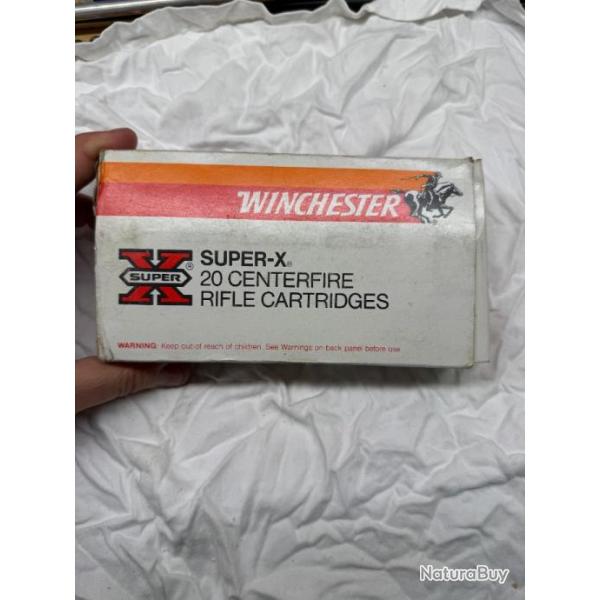 WINCHESTER
SUPER-X®
20 CENTERFIRE
RIFLE CARTRIDGES
X SUPER ®
WARNING: Keep out of reach of children. See Warnings on back panel before use
NaturaBuy